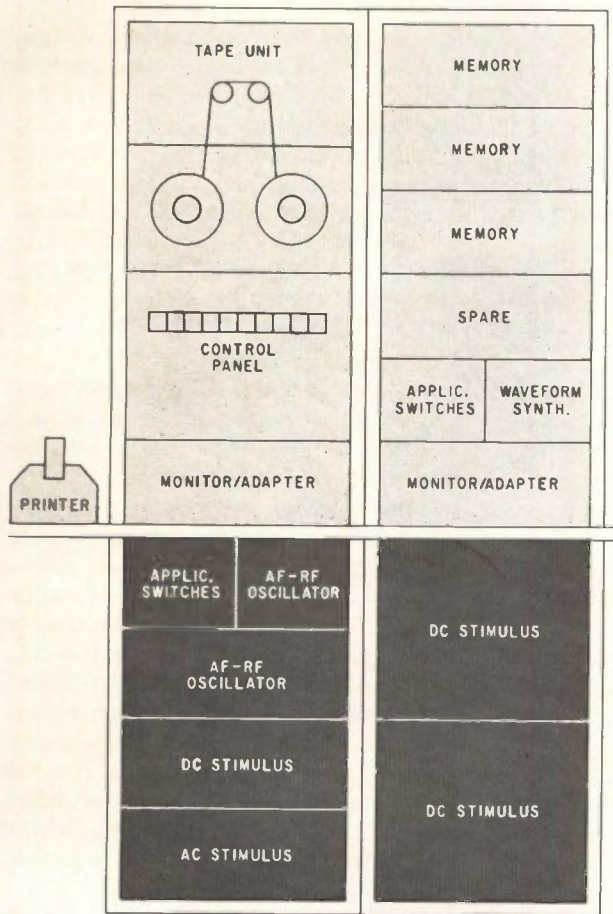 TAPE UNIT
CONTROL
PANEL
MONITOR/ADAPTER
PRINTER
APPLIC.
SWITCHES
AF-RF
OSCILLATOR
AF-RF
OSCILLATOR
DC STIMULUS
AC STIMULUS
MEMORY
MEMORY
MEMORY
SPARE
APPLIC.
SWITCHES
WAVEFORM
SYNTH.
MONITOR/ADAPTER
DC STIMULUS
DC STIMULUS